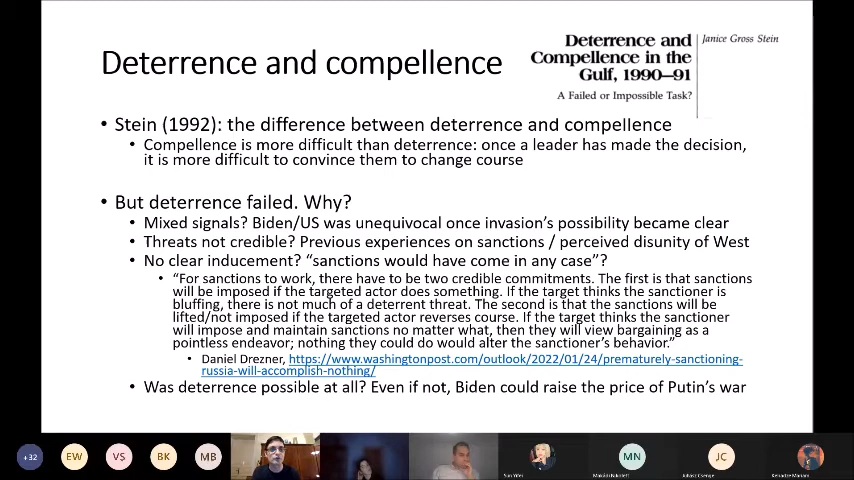 Deterrence and compellence
Deterrence and
Compellence in the
Gulf, 1990–91
A Failed or Impossible Task?
Janice Gross Stein
• Stein (1992): the difference between deterrence and compellence
• Compellence is more difficult than deterrence: once a leader has made the decision,
it is more difficult to convince them to change course
• But deterrence failed. Why?
• Mixed signals? Biden/US was unequivocal once invasion's possibility became clear
• Threats not credible? Previous experiences on sanctions / perceived disunity of West
• No clear inducement? "sanctions would have come in any case"?
• "For sanctions to work, there have to be two credible commitments. The first is that sanctions
will be imposed if the targeted actor does something. If the target thinks the sanctioner is
bluffing, there is not much of a deterrent threat. The second is that the sanctions will be
lifted/not imposed if the targeted actor reverses course. If the target thinks the sanctioner
will impose and maintain sanctions no matter what, then they will view bargaining as a
pointless endeavor; nothing they could do would alter the sanctioner's behavior."
• Daniel Drezner, https://www.washingtonpost.com/outlook/2022/01/24/prematurely-sanctioning-
russia-will-accomplish-nothing/
• Was deterrence possible at all? Even if not, Biden could raise the price of Putin's war
+32
EW
VS
BK
MB
MN
JC
Juhász Csenge